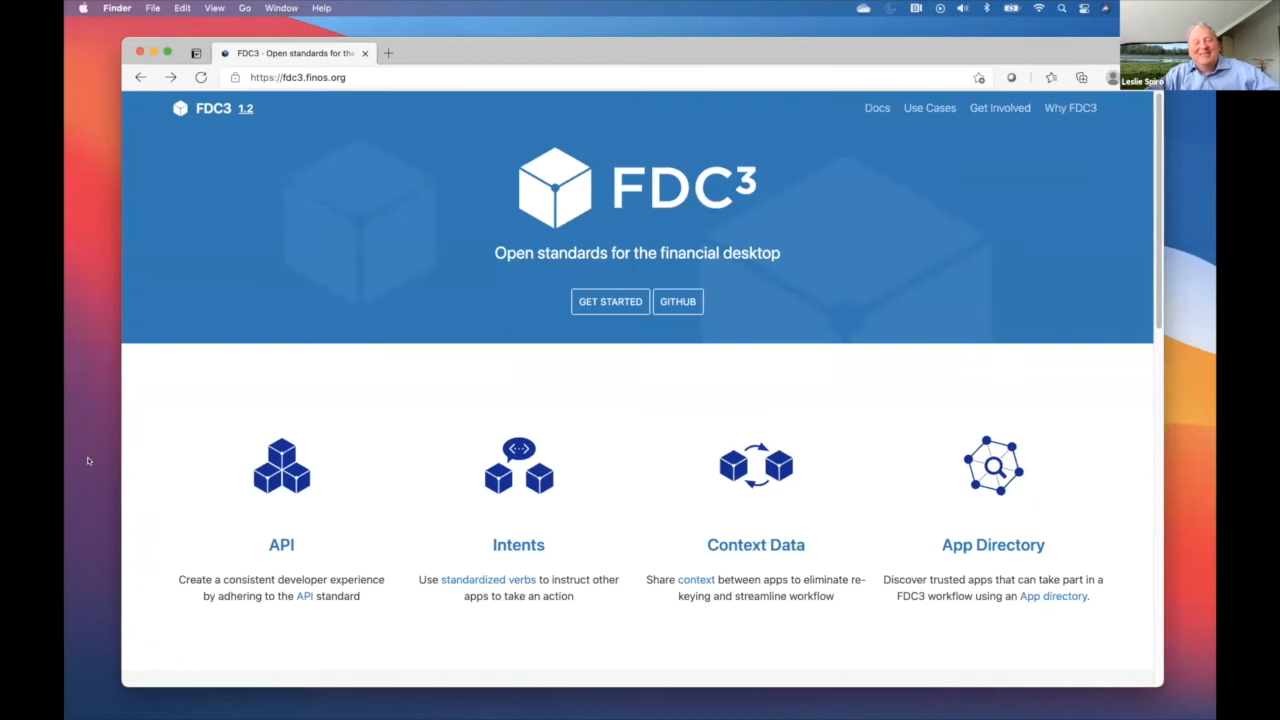 Finder File Edit View Go Window Help
FDC3 - Open standards for the
https://fdc3.finos.org
Leslie Spiro
FDC3 1.2
Docs Use Cases Get Involved Why FDC3
FDC³
Open standards for the financial desktop
GET STARTED GITHUB
API
Intents
Context Data
App Directory
Create a consistent developer experience
by adhering to the API standard
Use standardized verbs to instruct other
apps to take an action
Share context between apps to eliminate re-
keying and streamline workflow
Discover trusted apps that can take part in a
FDC3 workflow using an App directory.